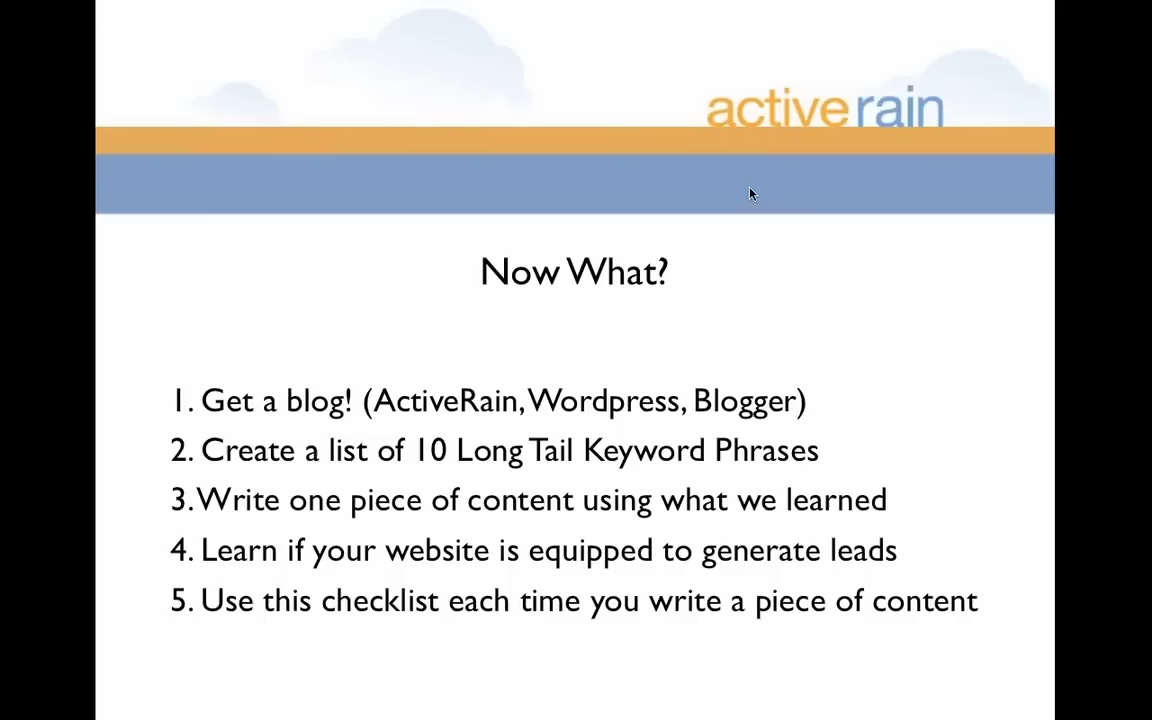 active rain
Now What?
1. Get a blog! (ActiveRain, Wordpress, Blogger)
2. Create a list of 10 Long Tail Keyword Phrases
3. Write one piece of content using what we learned
4. Learn if your website is equipped to generate leads
5. Use this checklist each time you write a piece of content